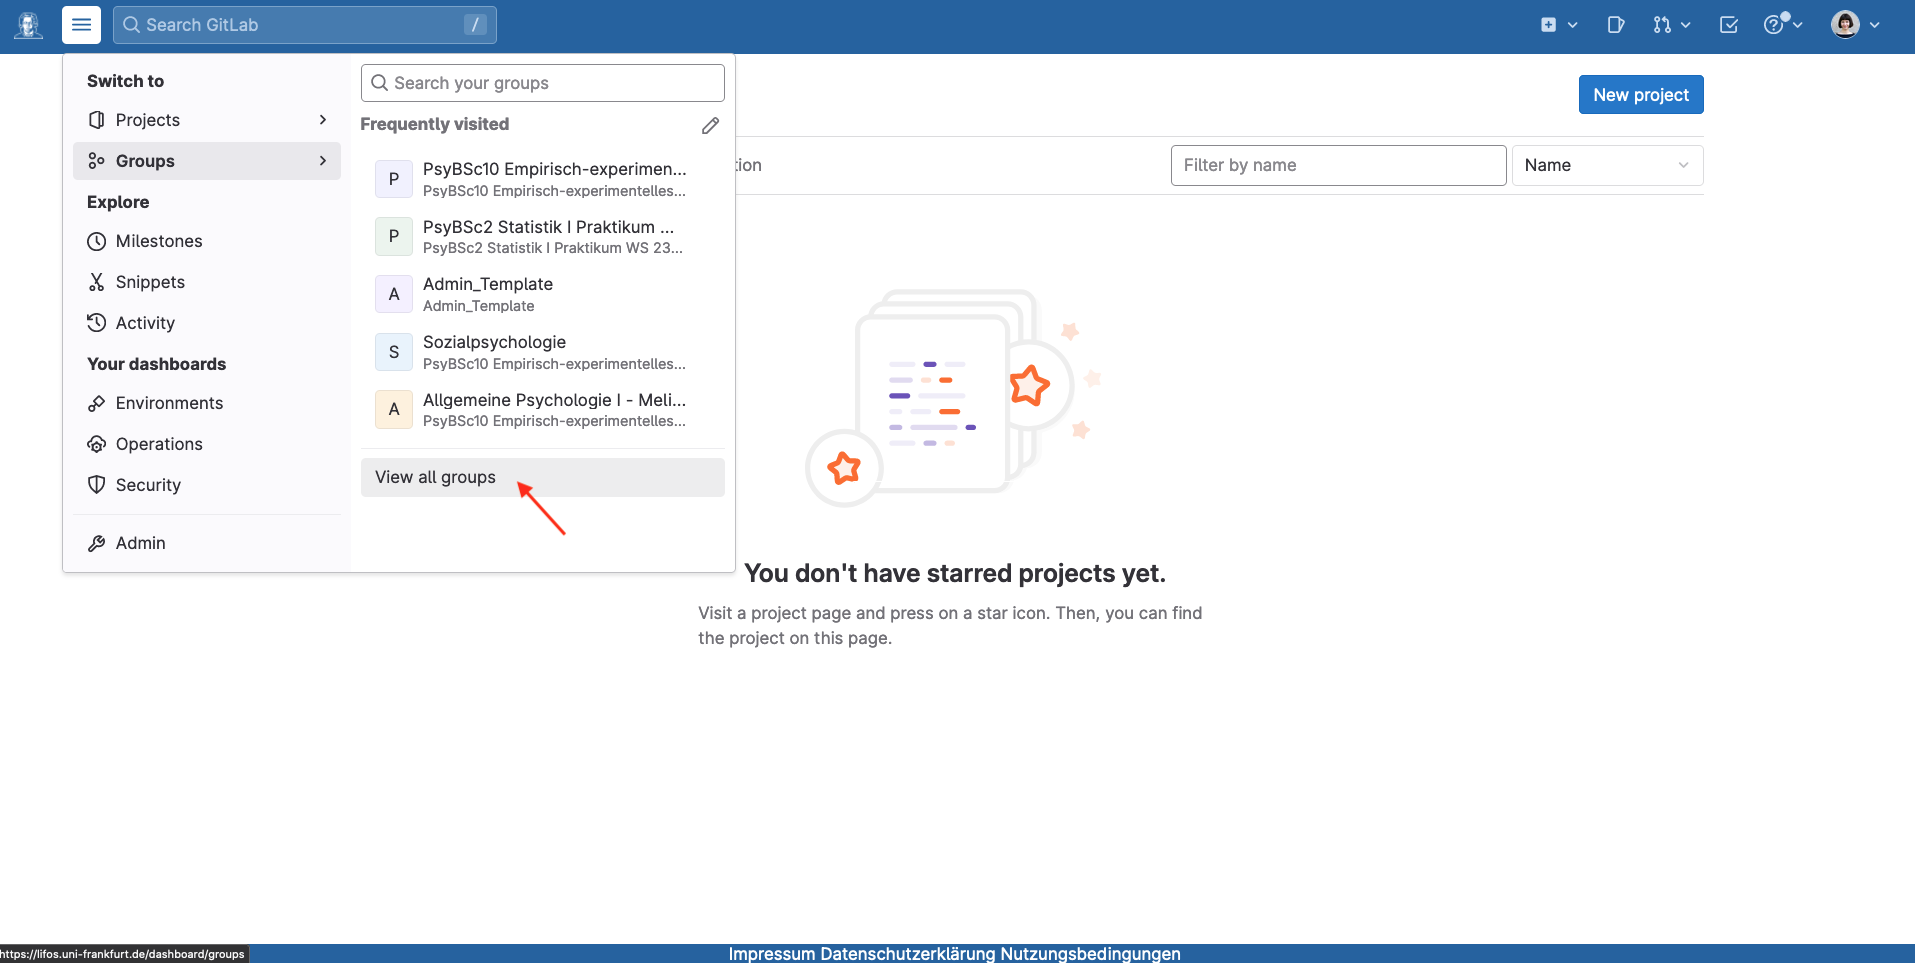 Search GitLab /
Switch to
Projects
Groups
Explore
Milestones
Snippets
Activity
Your dashboards
Environments
Operations
Security
Admin
Search your groups
Frequently visited
P PsyBSc10 Empirisch-experimen...
PsyBSc10 Empirisch-experimentelles...
P PsyBSc2 Statistik I Praktikum ...
PsyBSc2 Statistik I Praktikum WS 23...
A Admin_Template
Admin_Template
S Sozialpsychologie
PsyBSc10 Empirisch-experimentelles...
A Allgemeine Psychologie I - Meli...
PsyBSc10 Empirisch-experimentelles...
View all groups
New project
tion
Filter by name
Name
You don't have starred projects yet.
Visit a project page and press on a star icon. Then, you can find
the project on this page.
https://lifos.uni-frankfurt.de/dashboard/groups
Impressum Datenschutzerklärung Nutzungsbedingungen